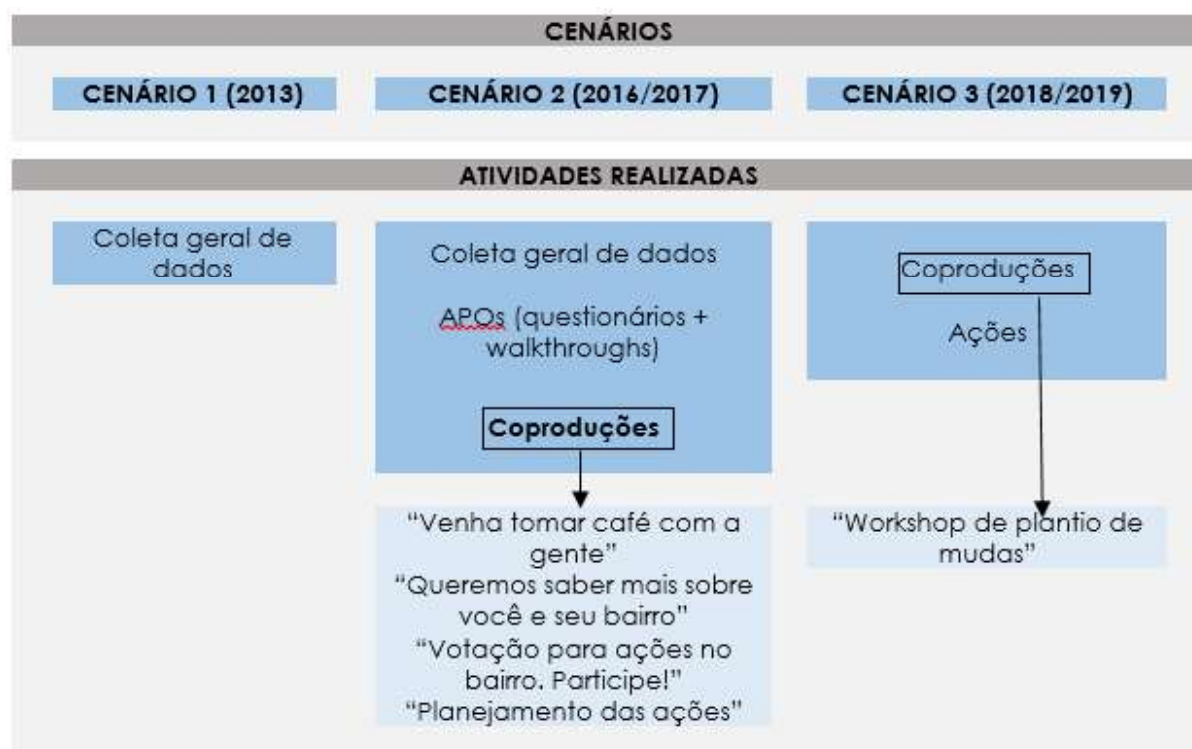 CENÁRIOS
CENÁRIO 1 (2013)
CENÁRIO 2 (2016/2017)
CENÁRIO 3 (2018/2019)
ATIVIDADES REALIZADAS
Coleta geral de
dados
Coleta geral de dados
APOs (questionários +
walkthroughs)
Coproduções
“Venha tomar café com a
gente”
“Queremos saber mais sobre
você e seu bairro”
“Votação para ações no
bairro. Participe!”
“Planejamento das ações”
Coproduções
Ações
“Workshop de plantio de
mudas”